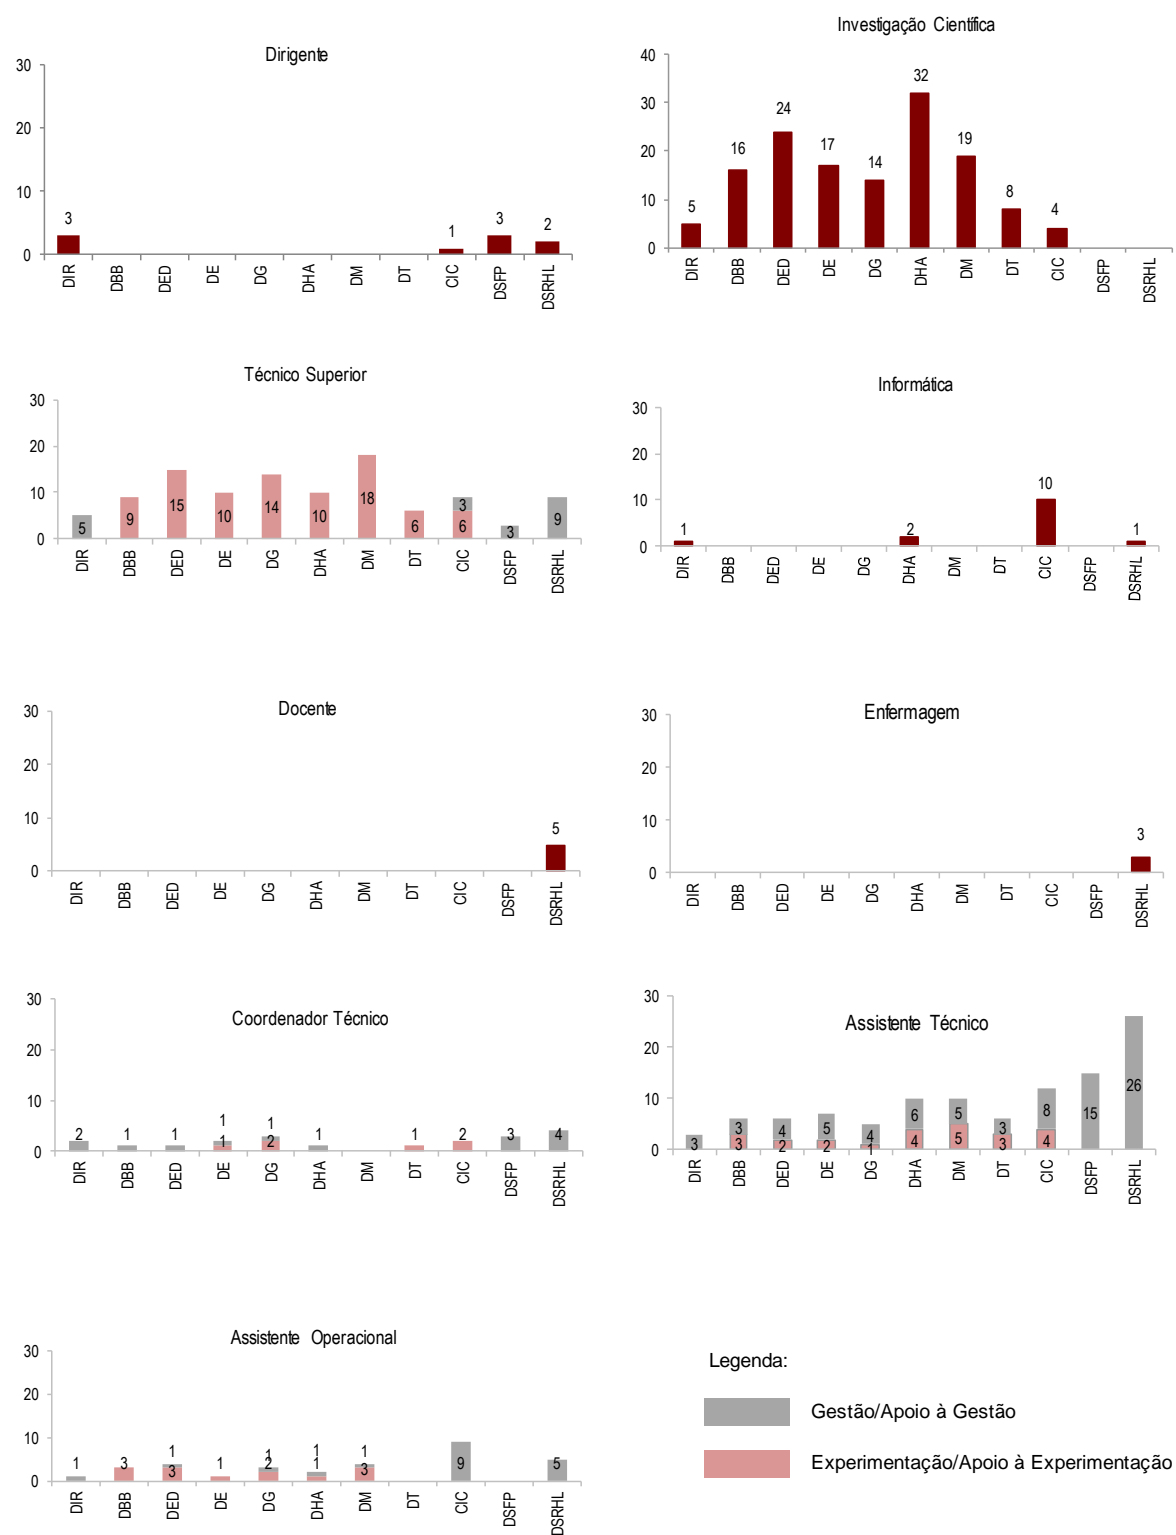 Dirigente
30
20
10
0
3
1
3
2
DIR
DBB
DED
DE
DG
DHA
DM
DT
CIC
DSFP
DSRHL
Investigação Científica
40
30
20
10
0
5
16
24
17
14
32
19
8
4
DIR
DBB
DED
DE
DG
DHA
DM
DT
CIC
DSFP
DSRHL
Técnico Superior
30
20
10
0
5
9
15
10
14
10
18
6
3
6
3
9
DIR
DBB
DED
DE
DG
DHA
DM
DT
CIC
DSFP
DSRHL
Informática
30
20
10
0
1
2
10
1
DIR
DBB
DED
DE
DG
DHA
DM
DT
CIC
DSFP
DSRHL
Docente
30
20
10
0
5
DIR
DBB
DED
DE
DG
DHA
DM
DT
CIC
DSFP
DSRHL
Enfermagem
30
20
10
0
3
DIR
DBB
DED
DE
DG
DHA
DM
DT
CIC
DSFP
DSRHL
Coordenador Técnico
30
20
10
0
2
1
1
1
1
1
2
1
1
2
3
4
DIR
DBB
DED
DE
DG
DHA
DM
DT
CIC
DSFP
DSRHL
Assistente Técnico
30
20
10
0
3
3
3
4
2
5
2
4
1
6
4
5
5
3
3
8
4
15
26
DIR
DBB
DED
DE
DG
DHA
DM
DT
CIC
DSFP
DSRHL
Assistente Operacional
30
20
10
0
1
3
1
3
1
1
2
1
1
1
3
9
5
DIR
DBB
DED
DE
DG
DHA
DM
DT
CIC
DSFP
DSRHL
Legenda:
Gestão/Apoio à Gestão
Experimentação/Apoio à Experimentação